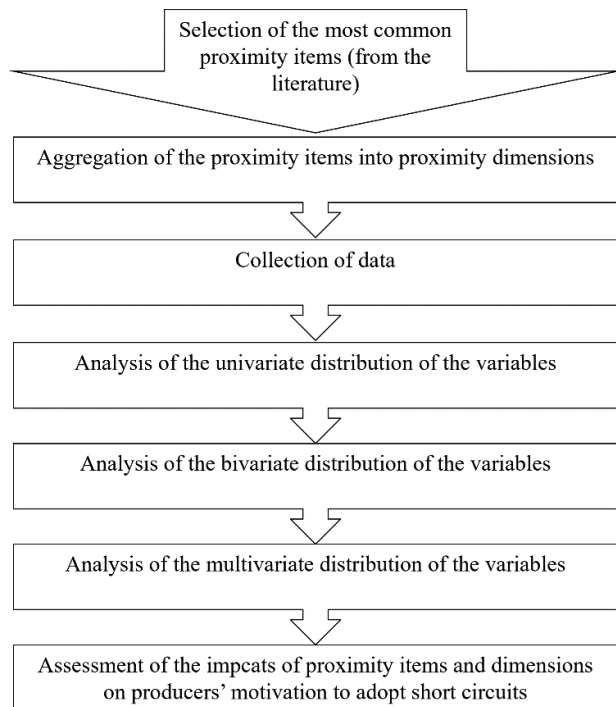 Selection of the most common
proximity items (from the
literature)
Aggregation of the proximity items into proximity dimensions
Collection of data
Analysis of the univariate distribution of the variables
Analysis of the bivariate distribution of the variables
Analysis of the multivariate distribution of the variables
Assessment of the impcats of proximity items and dimensions
on producers’ motivation to adopt short circuits